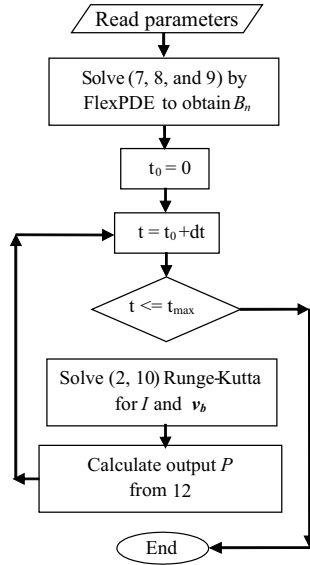 Read parameters
Solve (7, 8, and 9) by
FlexPDE to obtain Bₙ
t₀ = 0
t = t₀+dt
t <= tₘₐₓ
Solve (2, 10) Runge-Kutta
for I and v_b
Calculate output P
from 12
End